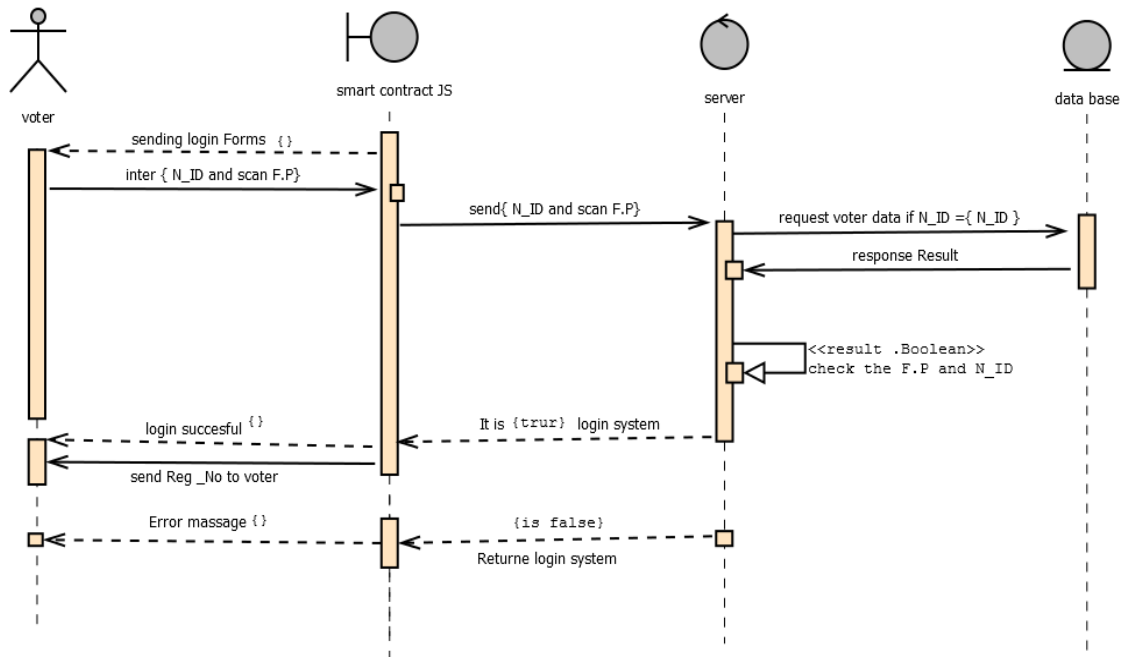 voter
smart contract JS
server
data base
sending login Forms { }
inter { N_ID and scan F.P}
send{ N_ID and scan F.P}
request voter data if N_ID ={ N_ID }
response Result
<<result .Boolean>>
check the F.P and N_ID
login succesful { }
It is {trur} login system
send Reg _No to voter
Error massage { }
{is false}
Returne login system